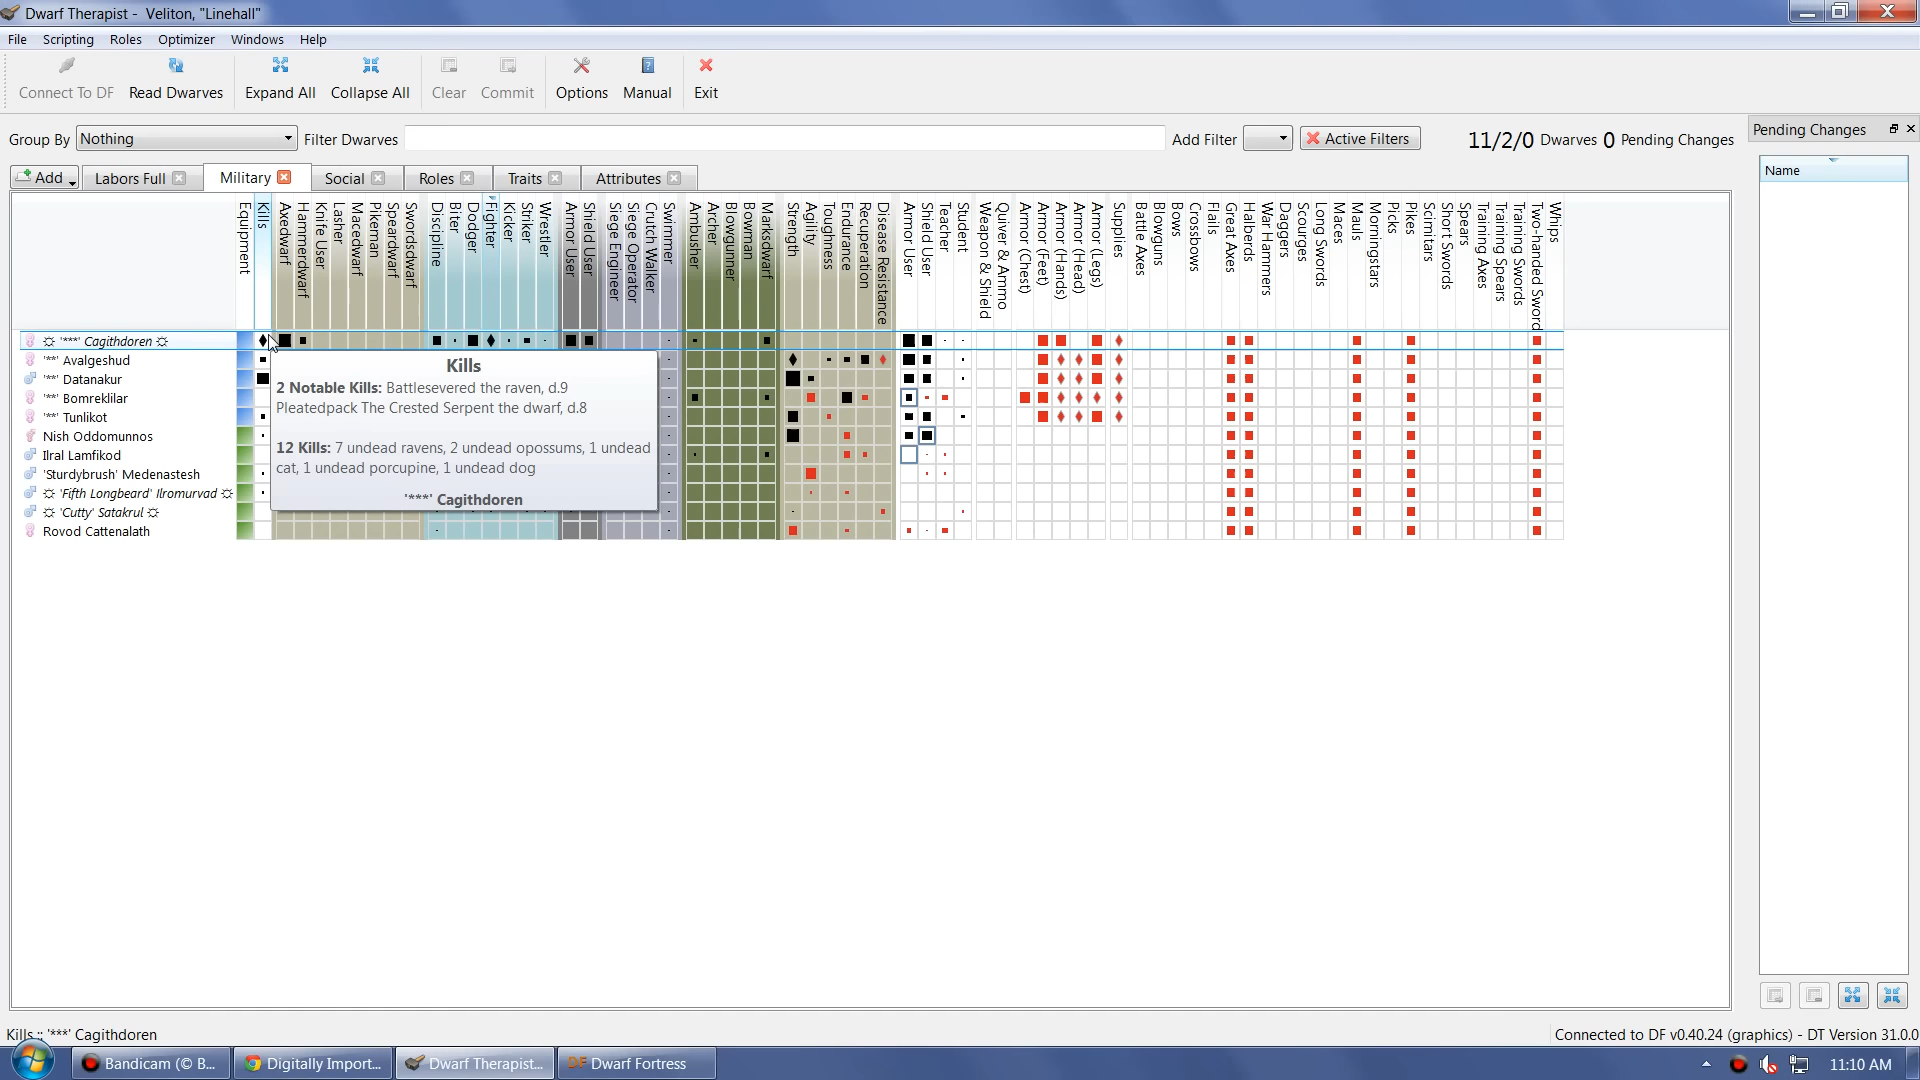 Dwarf Therapist - Veliton, "Linehall"
File Scripting Roles Optimizer Windows Help
Connect To DF Read Dwarves Expand All Collapse All Clear Commit Options Manual Exit
Group By Nothing Filter Dwarves Add Filter Active Filters 11/2/0 Dwarves 0 Pending Changes
Pending Changes
Name
Add Labors Full Military Social Roles Traits Attributes
Equipment
Kills
Axedwarf
Hammerdwarf
Knife User
Lasher
Macedwarf
Pikeman
Speardwarf
Swordsdwarf
Discipline
Biter
Dodger
Fighter
Kicker
Striker
Wrestler
Armor User
Shield User
Siege Engineer
Siege Operator
Crutch Walker
Swimmer
Ambusher
Archer
Blowgunner
Bowman
Marksdwarf
Strength
Agility
Toughness
Endurance
Recuperation
Disease Resistance
Armor User
Shield User
Teacher
Student
Weapon & Shield
Quiver & Ammo
Armor (Chest)
Armor (Feet)
Armor (Hands)
Armor (Head)
Armor (Legs)
Supplies
Battle Axes
Blowguns
Bows
Crossbows
Flails
Great Axes
Halberds
War Hammers
Daggers
Scourges
Long Swords
Maces
Mauls
Morningstars
Picks
Pikes
Scimitars
Short Swords
Spears
Training Axes
Training Spears
Training Swords
Two-handed Sword
Whips
☼ '***' Cagithdoren ☼
'**' Avalgeshud
'**' Datanakur
'**' Bomreklilar
'**' Tunlikot
Nish Oddomunnos
Ilral Lamfikod
'Sturdybrush' Medenastesh
☼ 'Fifth Longbeard' Ilromurvad ☼
☼ 'Cutty' Satakrul ☼
Rovod Cattenalath
Kills
2 Notable Kills: Battlesevered the raven, d.9
Pleatedpack The Crested Serpent the dwarf, d.8
12 Kills: 7 undead ravens, 2 undead opossums, 1 undead
cat, 1 undead porcupine, 1 undead dog
'***' Cagithdoren
Kills :: '***' Cagithdoren
Connected to DF v0.40.24 (graphics) - DT Version 31.0.0
Bandicam (© B... Digitally Import... Dwarf Therapist... DF Dwarf Fortress 11:10 AM